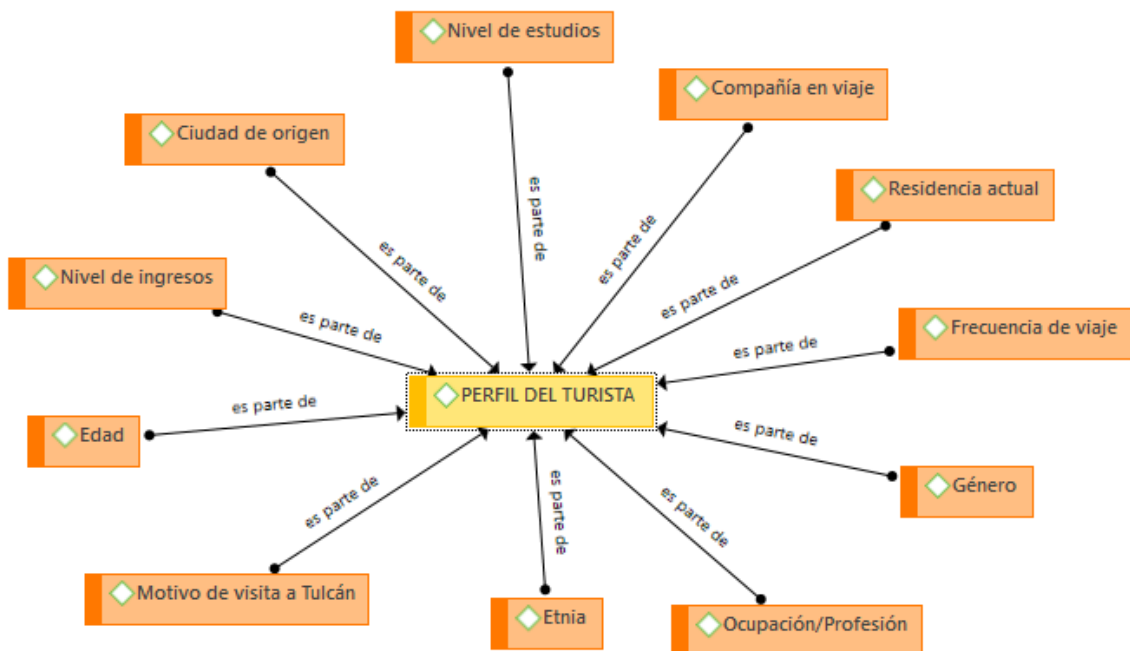 Nivel de estudios
Compañía en viaje
Ciudad de origen
Residencia actual
es parte de
es parte de
es parte de
es parte de
Nivel de ingresos
es parte de
Frecuencia de viaje
es parte de
PERFIL DEL TURISTA
es parte de
Edad
es parte de
Género
es parte de
es parte de
es parte de
Motivo de visita a Tulcán
Etnia
Ocupación/Profesión